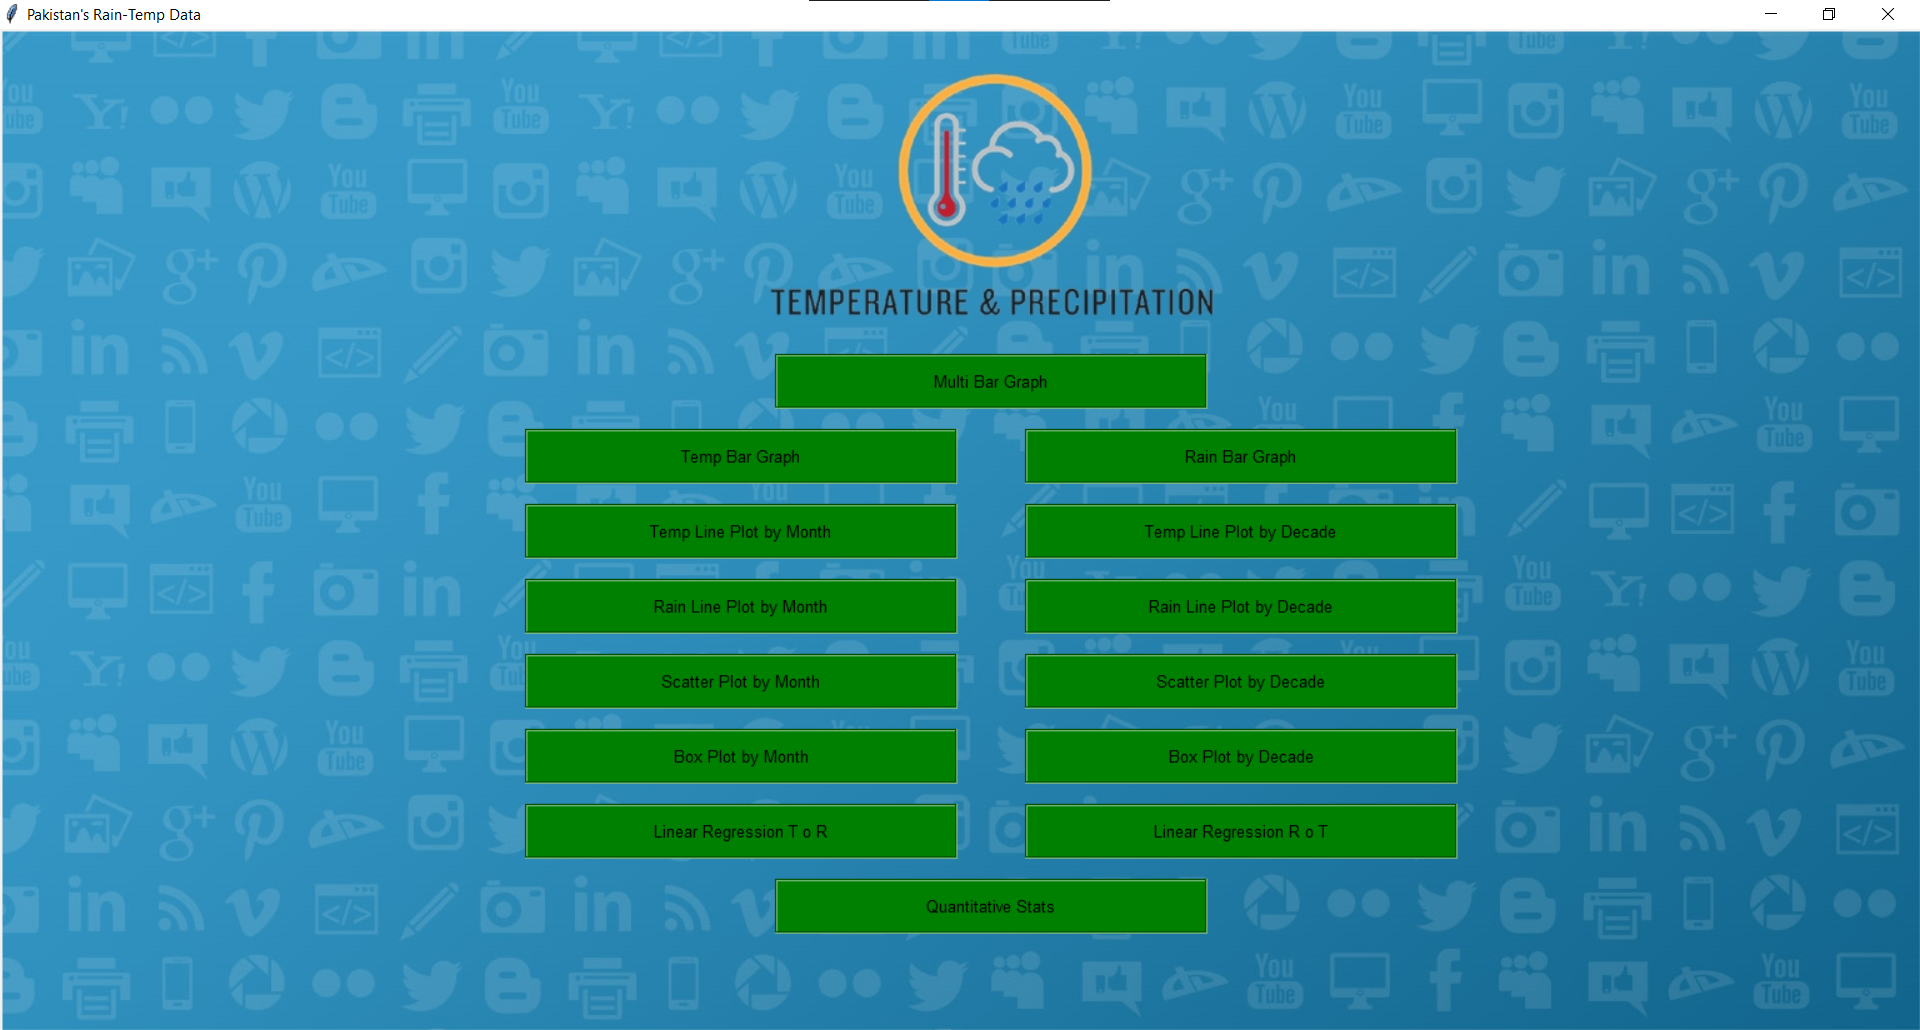 Pakistan's Rain-Temp Data
TEMPERATURE & PRECIPITATION
Multi Bar Graph
Temp Bar Graph
Rain Bar Graph
Temp Line Plot by Month
Temp Line Plot by Decade
Rain Line Plot by Month
Rain Line Plot by Decade
Scatter Plot by Month
Scatter Plot by Decade
Box Plot by Month
Box Plot by Decade
Linear Regression T o R
Linear Regression R o T
Quantitative Stats